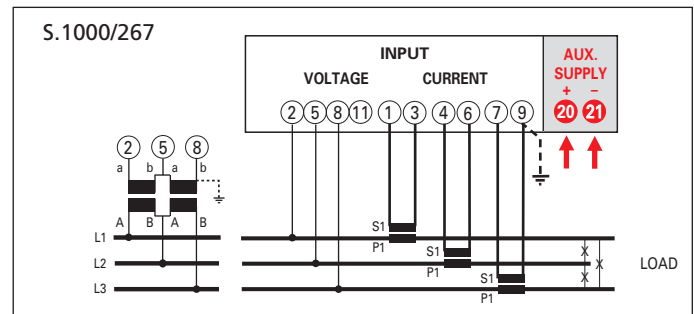 S.1000/267
INPUT
VOLTAGE CURRENT
AUX.
SUPPLY
+ –
2 5 8 11 1 3 4 6 7 9 20 21
2 5 8
a b a b
A B A B
L1
L2
L3
S1
P1
S1
P1
S1
P1
X
X
X
LOAD